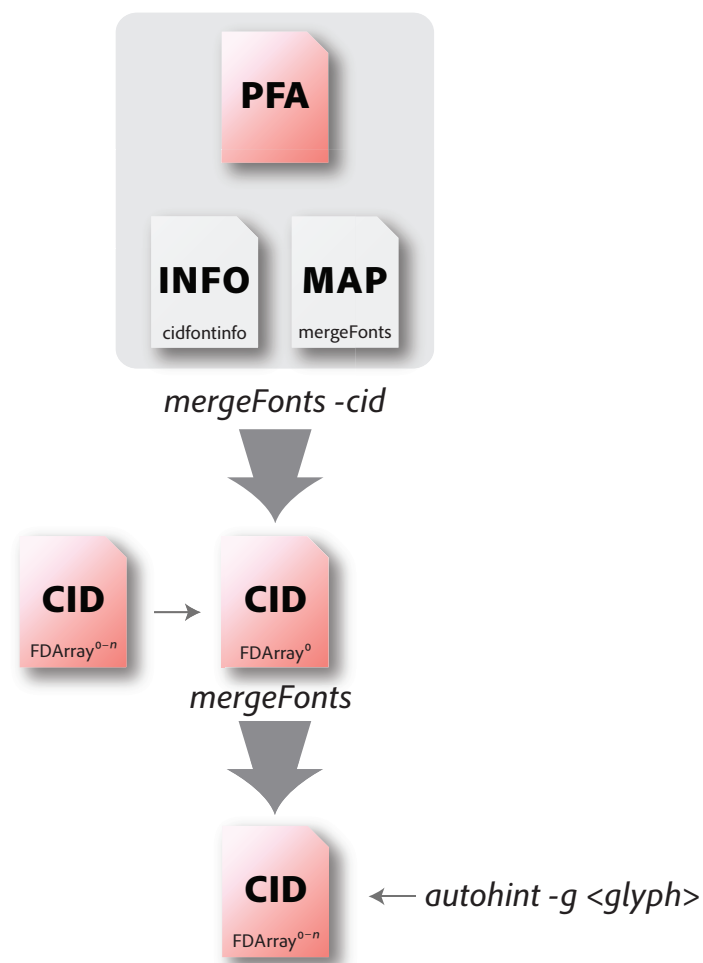 PFA
INFO
cidfontinfo
MAP
mergeFonts
mergeFonts -cid
CID
FDArray⁰⁻ⁿ
CID
FDArray⁰
mergeFonts
CID
FDArray⁰⁻ⁿ
autohint -g <glyph>